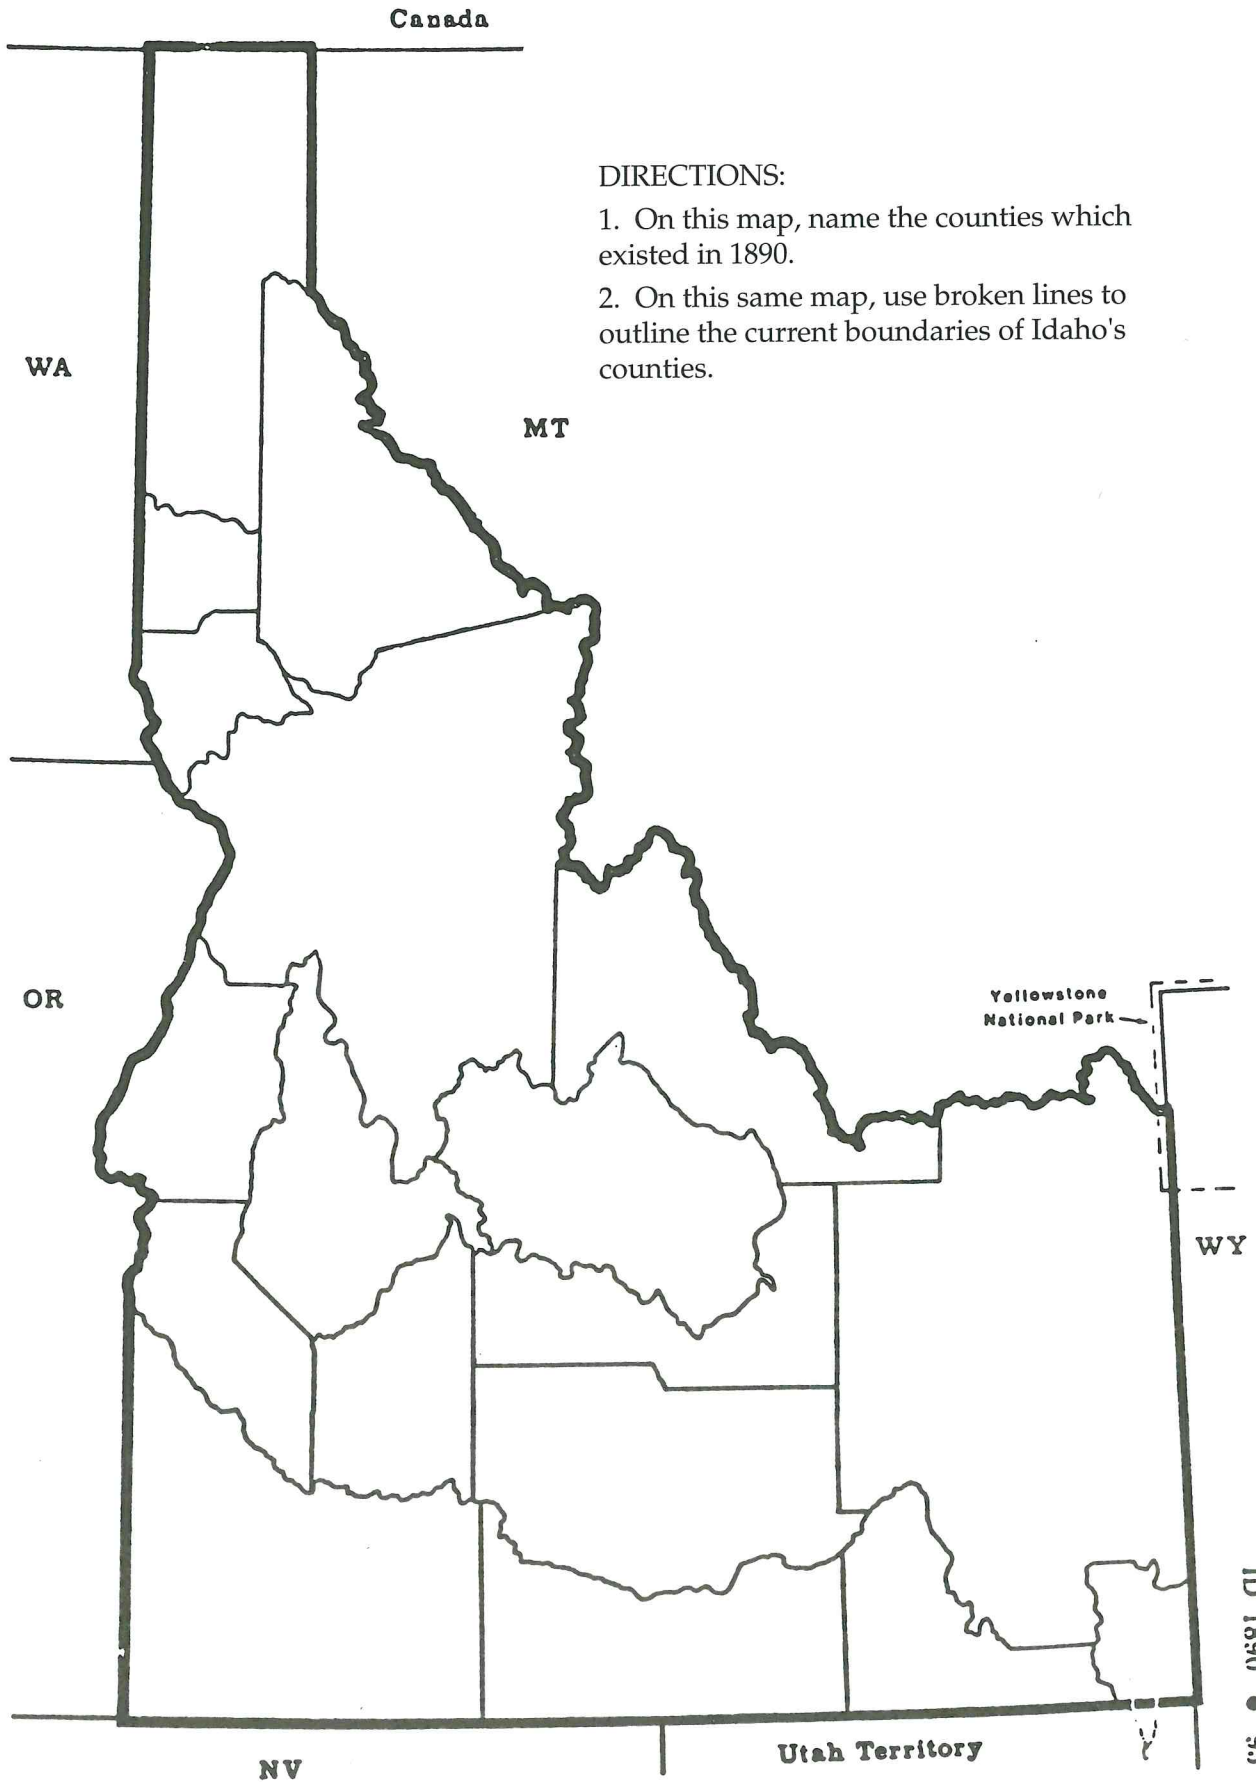 Canada
DIRECTIONS:
1. On this map, name the counties which
existed in 1890.
2. On this same map, use broken lines to
outline the current boundaries of Idaho's
counties.
WA
MT
OR
Yellowstone
National Park
WY
ID 1890 •
Utah Territory
NV